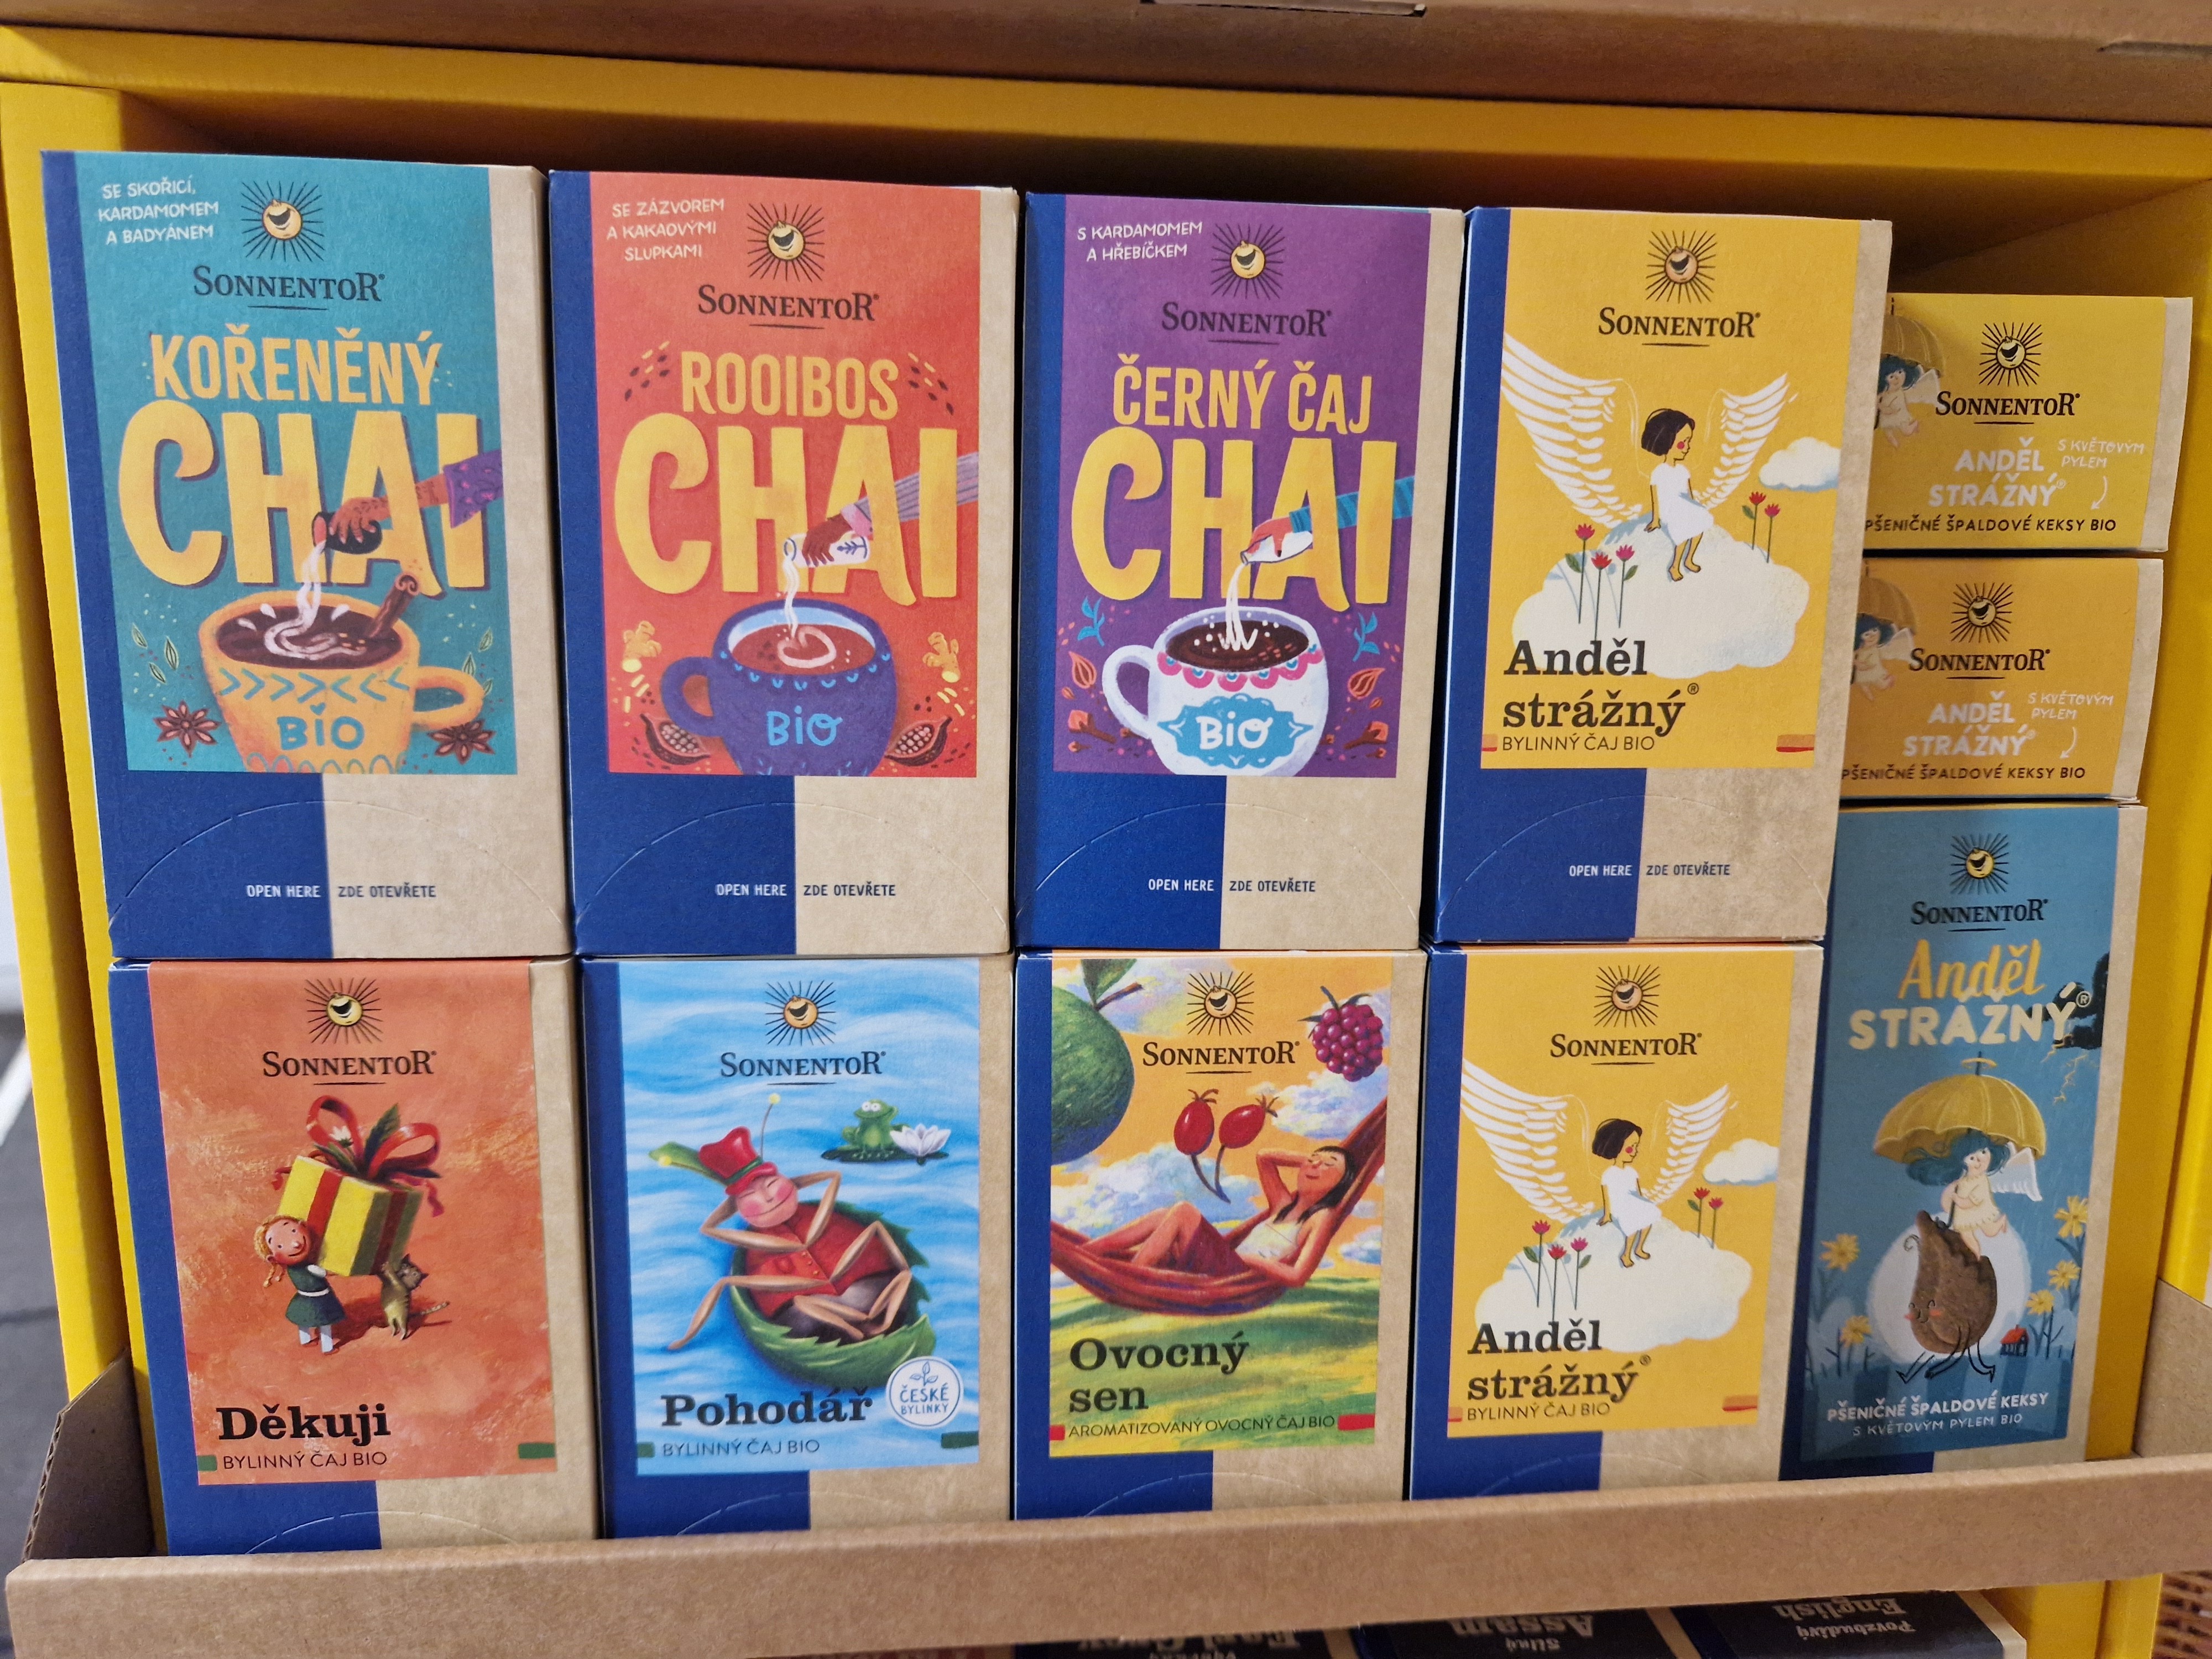 SE SKOŘICÍ,
KARDAMOMEM
A BADYÁNEM
SONNENTOR®
KOŘENĚNÝ
CHAI
BIO
OPEN HERE ZDE OTEVŘETE
SE ZÁZVOREM
A KAKAOVÝMI
SLUPKAMI
SONNENTOR®
ROOIBOS
CHAI
BIO
OPEN HERE ZDE OTEVŘETE
S KARDAMOMEM
A HŘEBÍČKEM
SONNENTOR®
ČERNÝ ČAJ
CHAI
BIO
OPEN HERE ZDE OTEVŘETE
SONNENTOR®
Anděl
strážný®
BYLINNÝ ČAJ BIO
OPEN HERE ZDE OTEVŘETE
SONNENTOR®
ANDĚL
STRÁŽNÝ®
S KVĚTOVÝM
PYLEM
PŠENIČNÉ ŠPALDOVÉ KEKSY BIO
SONNENTOR®
ANDĚL
STRÁŽNÝ®
S KVĚTOVÝM
PYLEM
PŠENIČNÉ ŠPALDOVÉ KEKSY BIO
SONNENTOR®
Anděl
STRÁŽNÝ®
PŠENIČNÉ ŠPALDOVÉ KEKSY
S KVĚTOVÝM PYLEM BIO
SONNENTOR®
Děkuji
BYLINNÝ ČAJ BIO
SONNENTOR®
Pohodář
BYLINNÝ ČAJ BIO
ČESKÉ
BYLINKY
SONNENTOR®
Ovocný
sen
AROMATIZOVANÝ OVOCNÝ ČAJ BIO
SONNENTOR®
Anděl
strážný®
BYLINNÝ ČAJ BIO
Assam
Silný
English
Povzbudivý